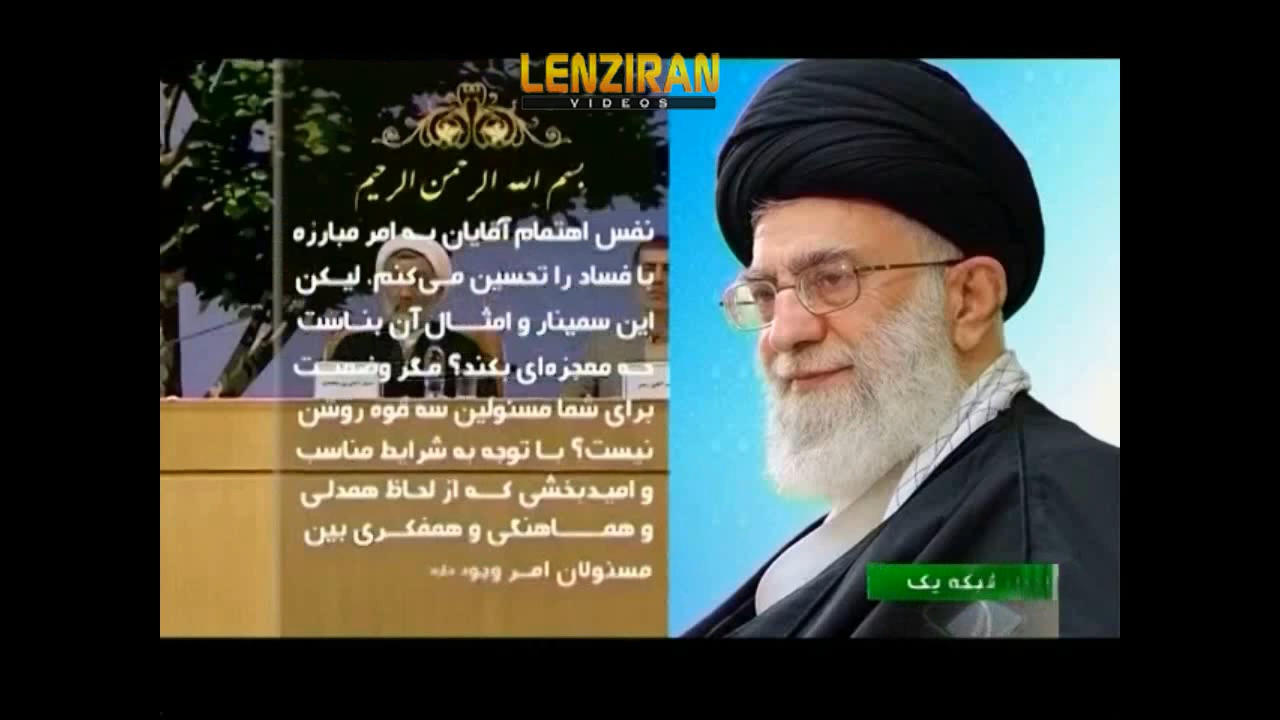 LENZIRAN
VIDEOS
بسم الله الرحمن الرحیم
نفس اهتمام آقایان به امر مبارزه
با فساد را تحسین می‌کنم. لیکن
این سمینار و امثال آن بناست
چه معجزه‌ای بکند؟ مگر وضعیت
برای شما مسئولین سه قوه روشن
نیست؟ با توجه به شرایط مناسب
و امیدبخشی که از لحاظ همدلی
و هماهنگی و همفکری بین
مسئولان امر وجود دارد
شبکه یک